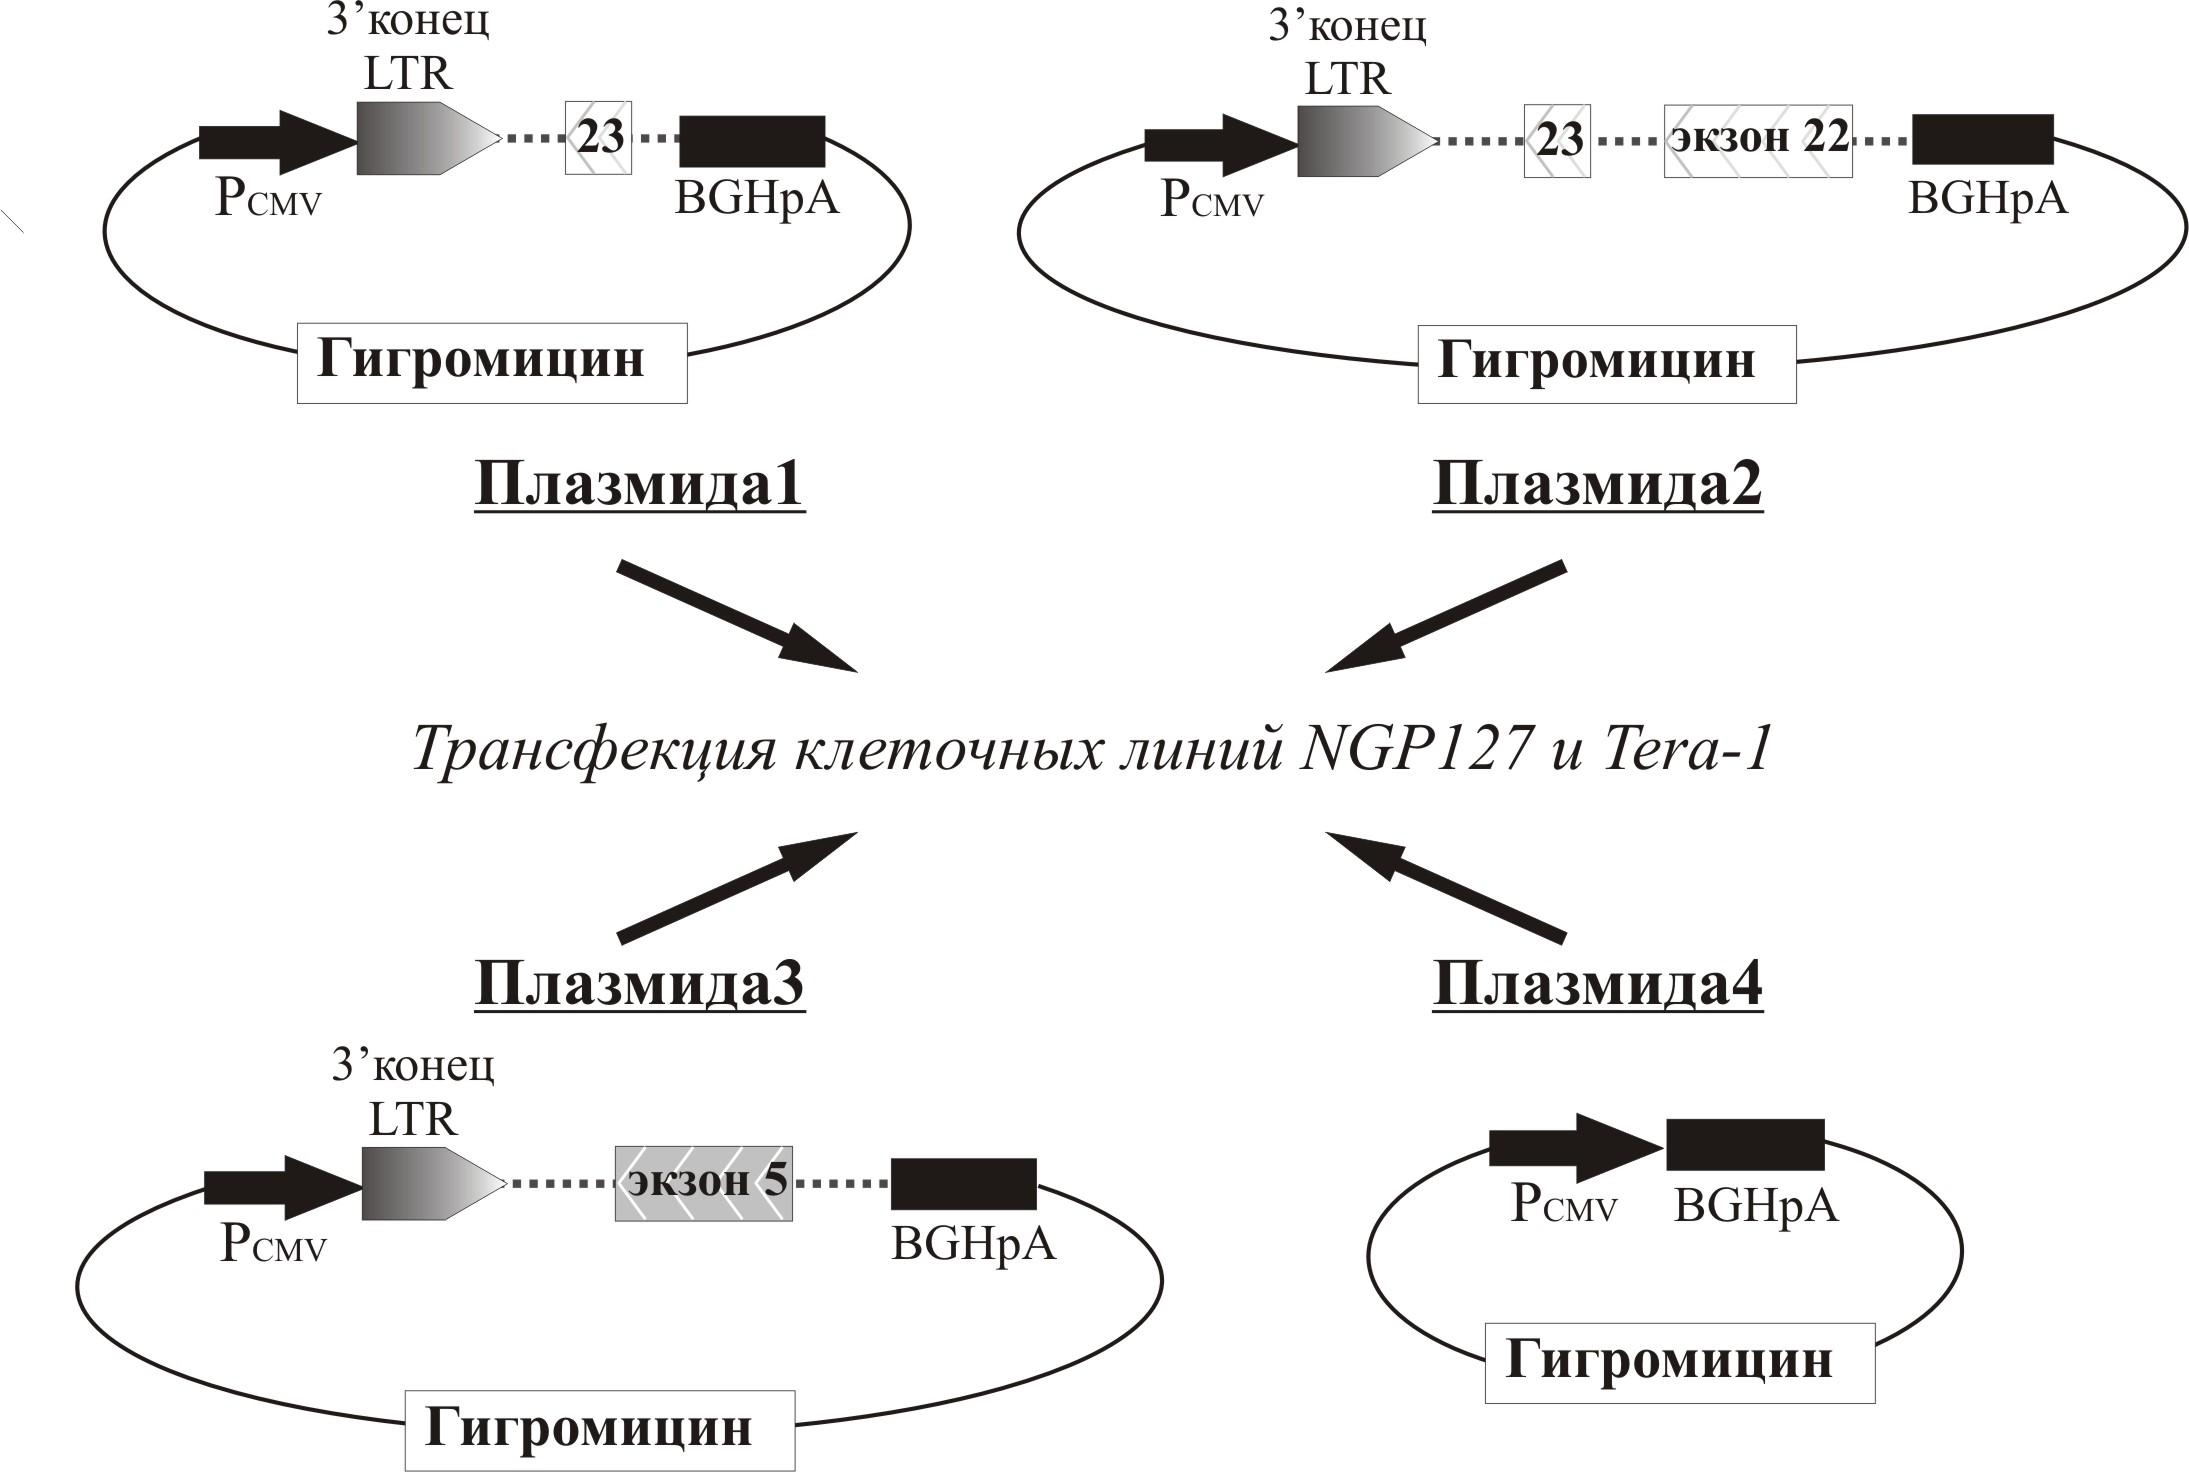 3’конец
LTR
23
PCMV
BGHpA
Гигромицин
Плазмида1
3’конец
LTR
23
экзон 22
PCMV
BGHpA
Гигромицин
Плазмида2
Трансфекция клеточных линий NGP127 и Tera-1
Плазмида3
3’конец
LTR
экзон 5
PCMV
BGHpA
Гигромицин
Плазмида4
PCMV
BGHpA
Гигромицин